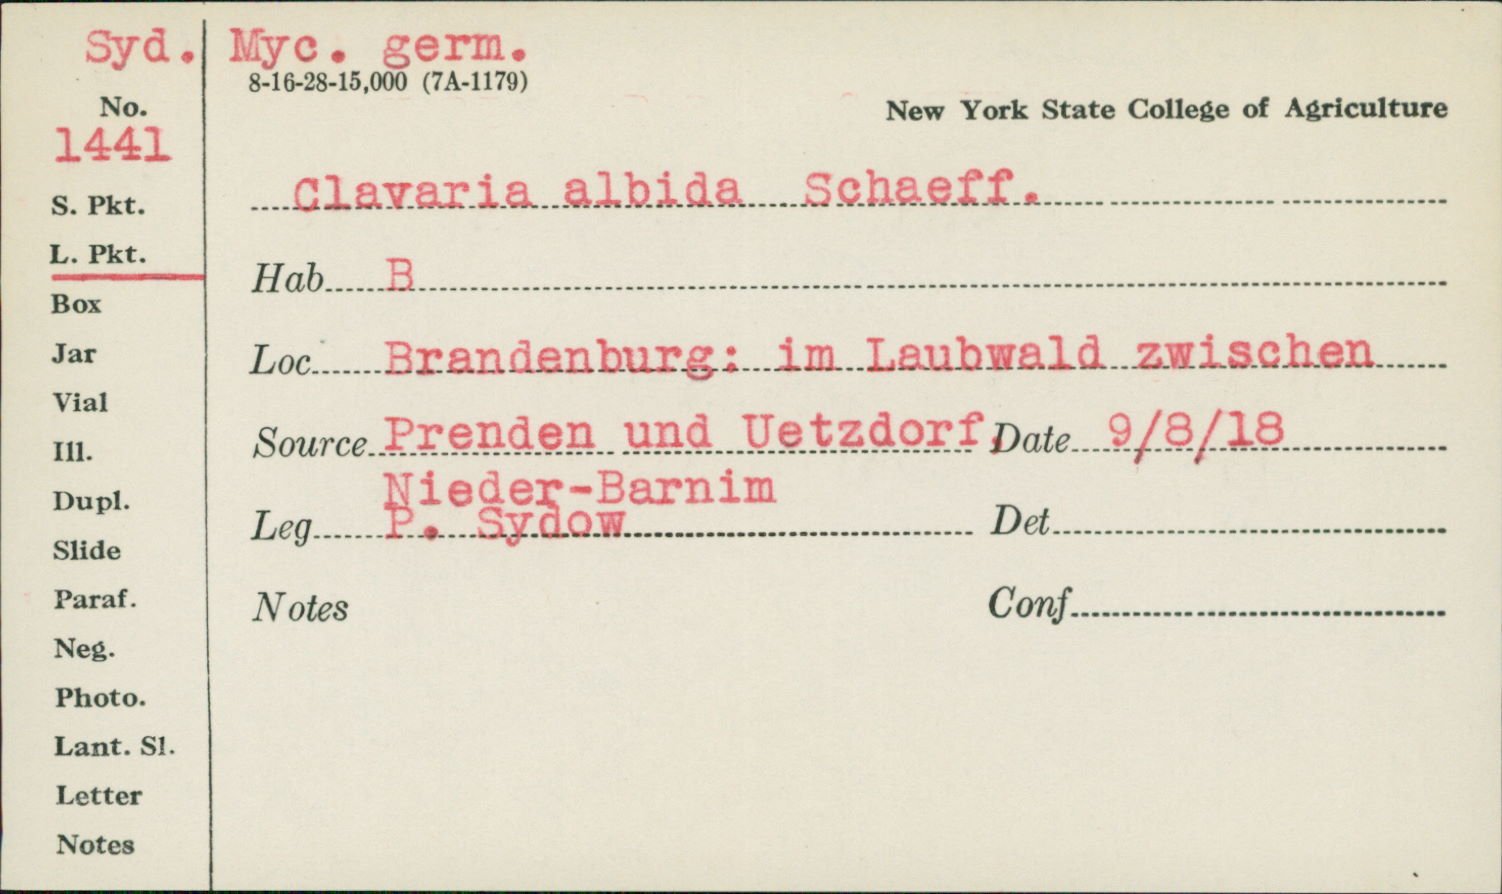 Syd. Myc. germ.
8-16-28-15,000 (7A-1179)
No.
New York State College of Agriculture
1441
Clavaria albida Schaeff.
S. Pkt.
L. Pkt.
Hab B
Box
Loc Brandenburg: im Laubwald zwischen
Jar
Vial
Source Prenden und Uetzdorf, Date 9/8/18
Ill.
Nieder-Barnim
Dupl.
Leg P. Sydow Det
Slide
Paraf.
Notes Conf
Neg.
Photo.
Lant. Sl.
Letter
Notes